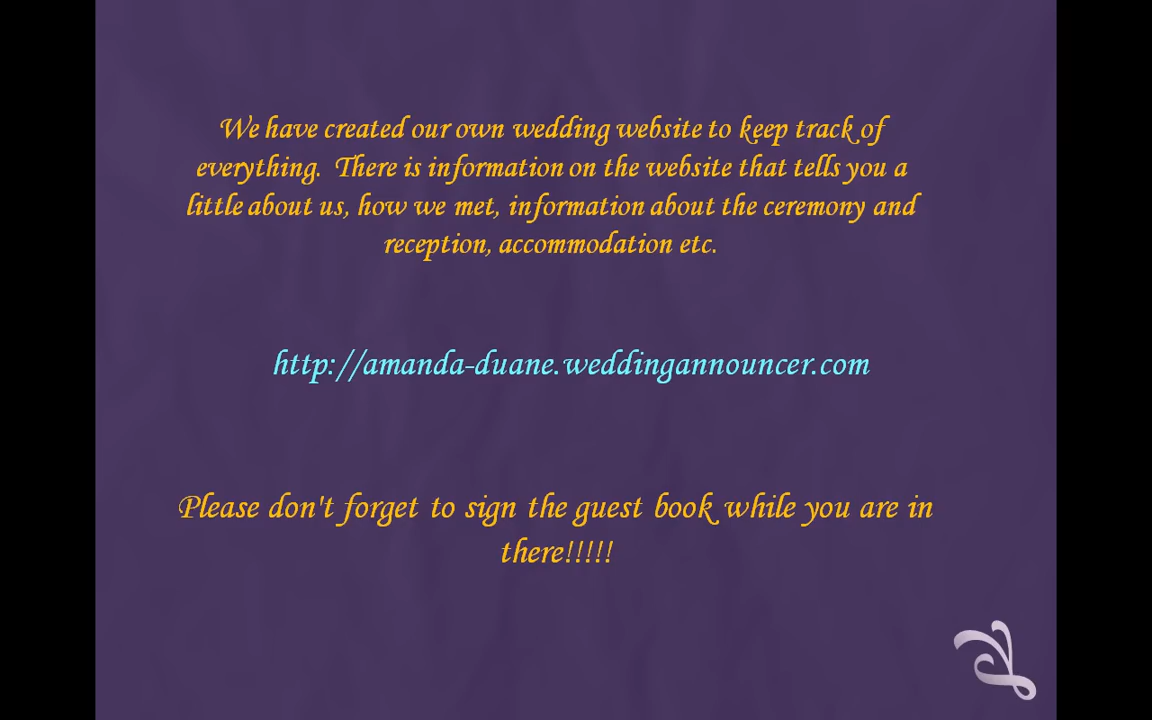 We have created our own wedding website to keep track of
everything.  There is information on the website that tells you a
little about us, how we met, information about the ceremony and
reception, accommodation etc.
http://amanda-duane.weddingannouncer.com
Please don't forget to sign the guest book while you are in
there!!!!!